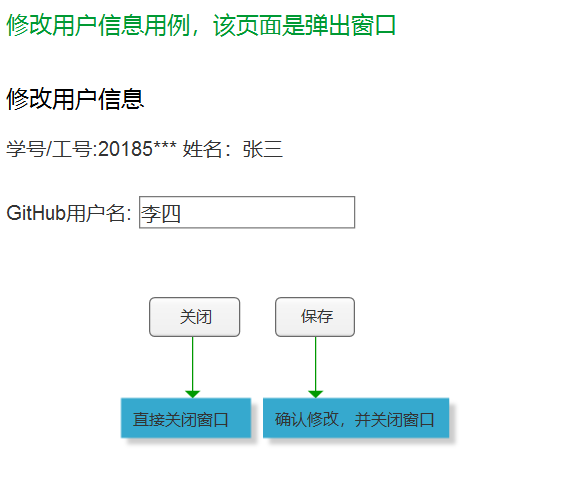 修改用户信息用例，该页面是弹出窗口
修改用户信息
学号/工号:20185*** 姓名：张三
GitHub用户名: 李四
关闭 保存
直接关闭窗口 确认修改，并关闭窗口